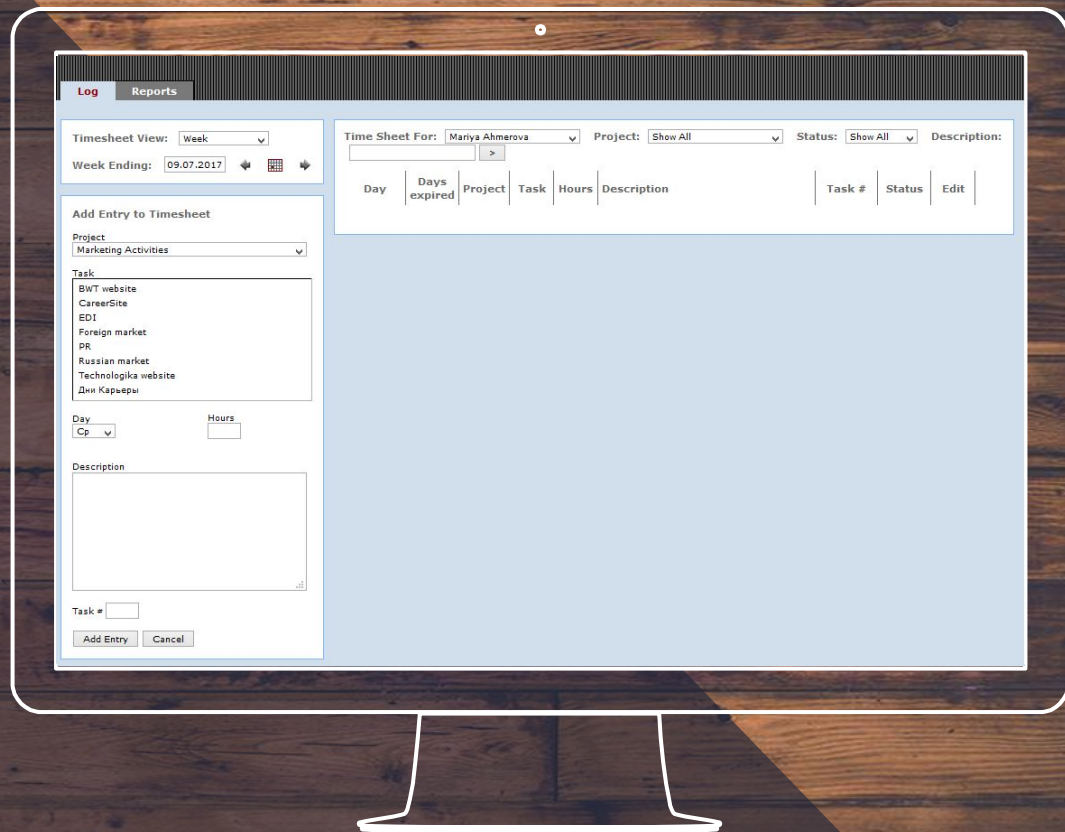 Log Reports
Timesheet View: Week
Week Ending: 09.07.2017
Add Entry to Timesheet
Project
Marketing Activities
Task
BWT website
CareerSite
EDI
Foreign market
PR
Russian market
Technologika website
Дни Карьеры
Day Hours
Ср
Description
Task #
Add Entry Cancel
Time Sheet For: Mariya Ahmerova Project: Show All Status: Show All Description:
>
Day Days expired Project Task Hours Description Task # Status Edit